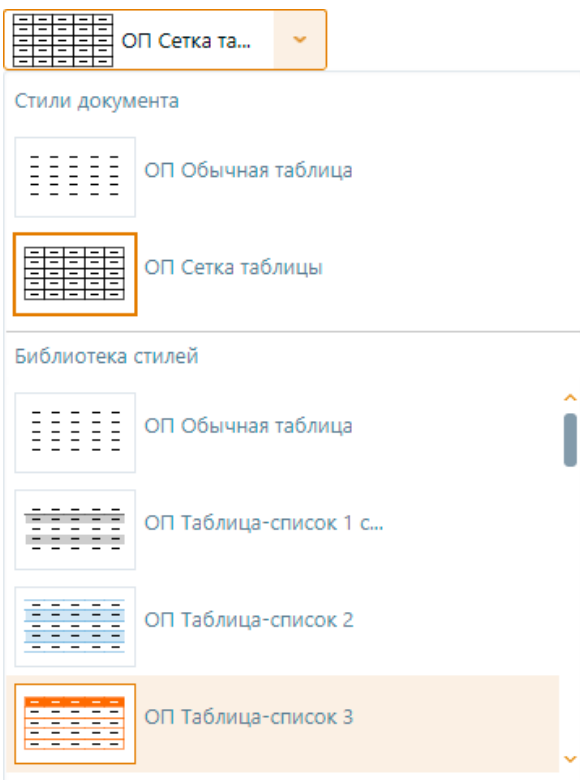 ОП Сетка та...
Стили документа
ОП Обычная таблица
ОП Сетка таблицы
Библиотека стилей
ОП Обычная таблица
ОП Таблица-список 1 с...
ОП Таблица-список 2
ОП Таблица-список 3